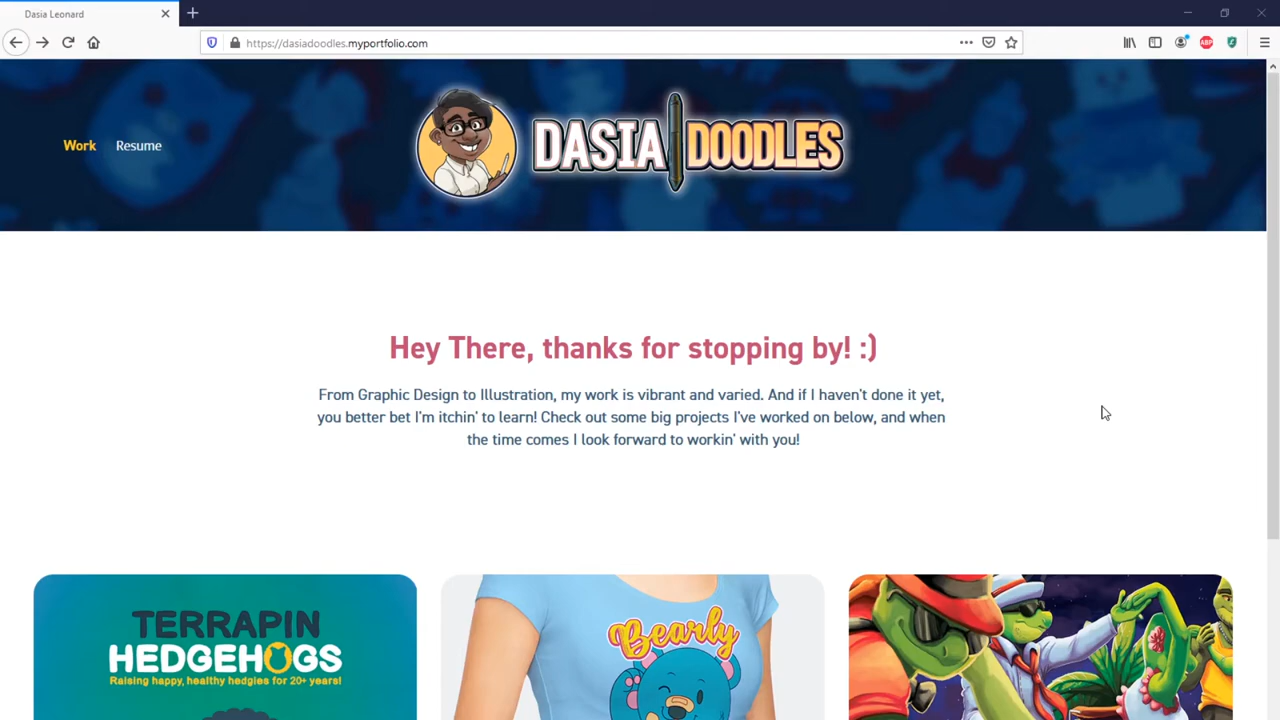 Dasia Leonard
https://dasiadoodles.myportfolio.com
ABP
Work
Resume
DASIA DOODLES
Hey There, thanks for stopping by! :)
From Graphic Design to Illustration, my work is vibrant and varied. And if I haven't done it yet,
you better bet I'm itchin' to learn! Check out some big projects I've worked on below, and when
the time comes I look forward to workin' with you!
TERRAPIN
HEDGEHOGS
Raising happy, healthy hedgies for 20+ years!
Bearly